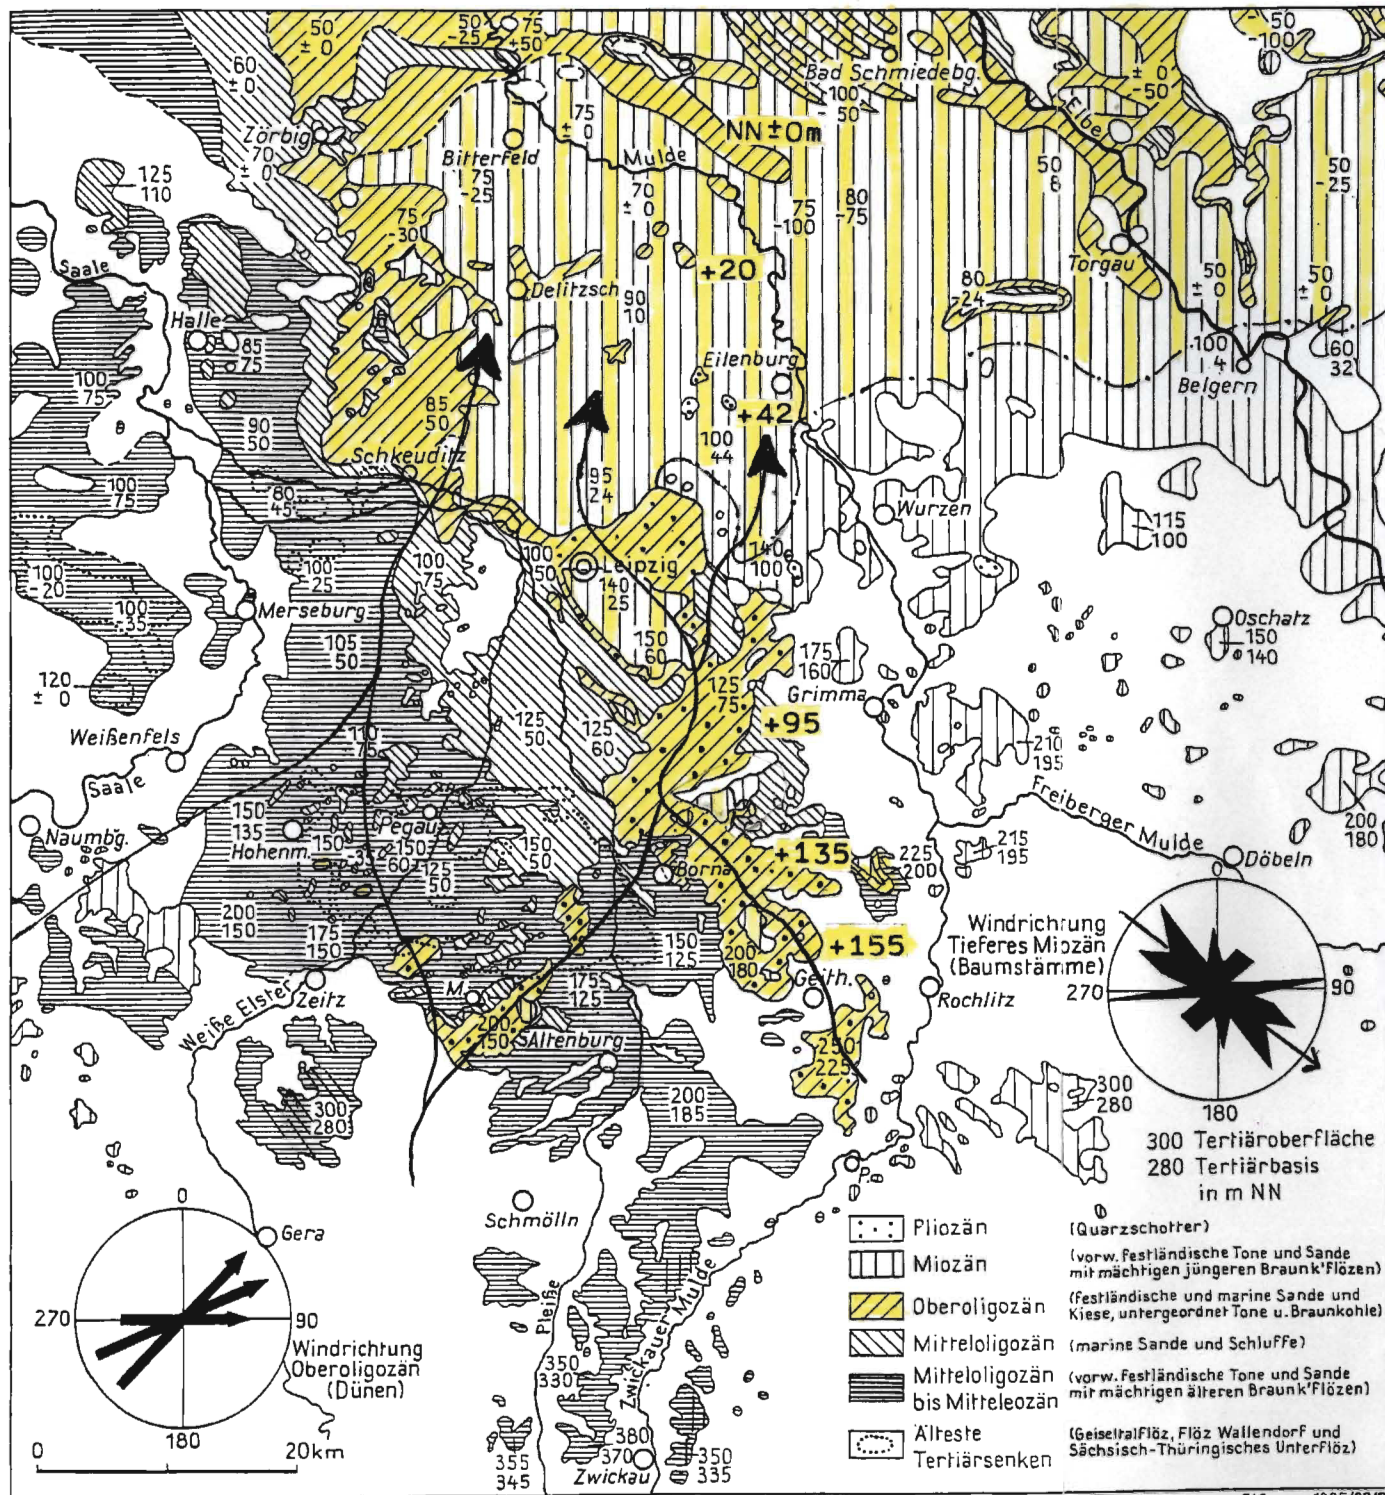 50
± 0
50
-25
75
+50
50
-100
60
± 0
Bad Schmiedebg.
100
50
± 0
-50
Elbe
Zörbig
70
± 0
Bitterfeld
75
-25
75
± 0
NN ± 0m
Mulde
70
± 0
50
8
50
-25
125
110
80
-75
75
-100
75
-30
Torgau
Saale
+20
Delitzsch
90
10
80
24
50
± 0
50
± 0
Halle
85
75
Eilenburg
100
4
60
32
Belgern
100
75
85
50
+42
90
50
100
44
Schkeuditz
100
75
80
45
95
24
Wurzen
115
100
100
-25
100
75
100
50
Leipzig
140
25
140
100
100
-20
100
-35
Merseburg
Oschatz
150
140
105
50
150
60
175
160
120
± 0
125
75
Grimma
125
50
125
60
+95
Weißenfels
110
75
210
195
Saale
Freiberger Mulde
200
180
Naumbg.
150
135
Hohenm.
Pegau
150
-35
150
60
150
50
125
50
Borna
+135
225
200
215
195
Döbeln
200
150
175
150
150
125
200
180
+155
Geith.
Windrichtung
Tieferes Miozän
(Baumstämme)
0
270
90
180
Zeitz
M.
175
125
Rochlitz
Weiße Elster
200
150
Altenburg
250
225
300
280
200
185
300
280
P.
300 Tertiäroberfläche
280 Tertiärbasis
in m NN
Schmölln
Gera
0
270
90
180
Windrichtung
Oberoligozän
(Dünen)
Pleiße
Zwickauer Mulde
350
330
380
370
Zwickau
355
345
350
335
0
20km
Pliozän (Quarzschotter)
Miozän (vorw. festländische Tone und Sande
mit mächtigen jüngeren Braunk'flözen)
Oberoligozän (festländische und marine Sande und
Kiese, untergeordnet Tone u. Braunkohle)
Mitteloligozän (marine Sande und Schluffe)
Mitteloligozän (vorw. festländische Tone und Sande
bis Mitteleozän mit mächtigen älteren Braunk'flözen)
Älteste (Geiseltalflöz, Flöz Wallendorf und
Tertiärsenken Sächsisch-Thüringisches Unterflöz)